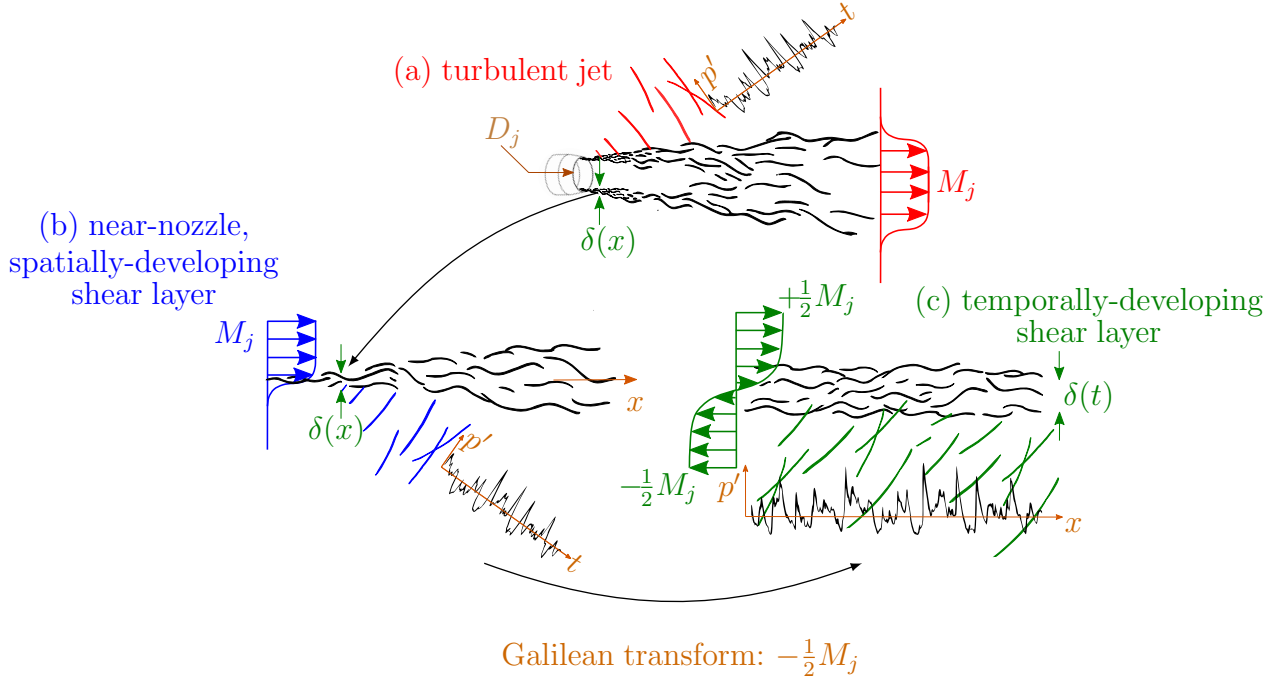 (a) turbulent jet
p′
t
D_j
M_j
δ(x)
(b) near-nozzle,
spatially-developing
shear layer
M_j
δ(x)
x
p′
t
(c) temporally-developing
shear layer
+½M_j
−½M_j
δ(t)
p′
x
Galilean transform: −½M_j